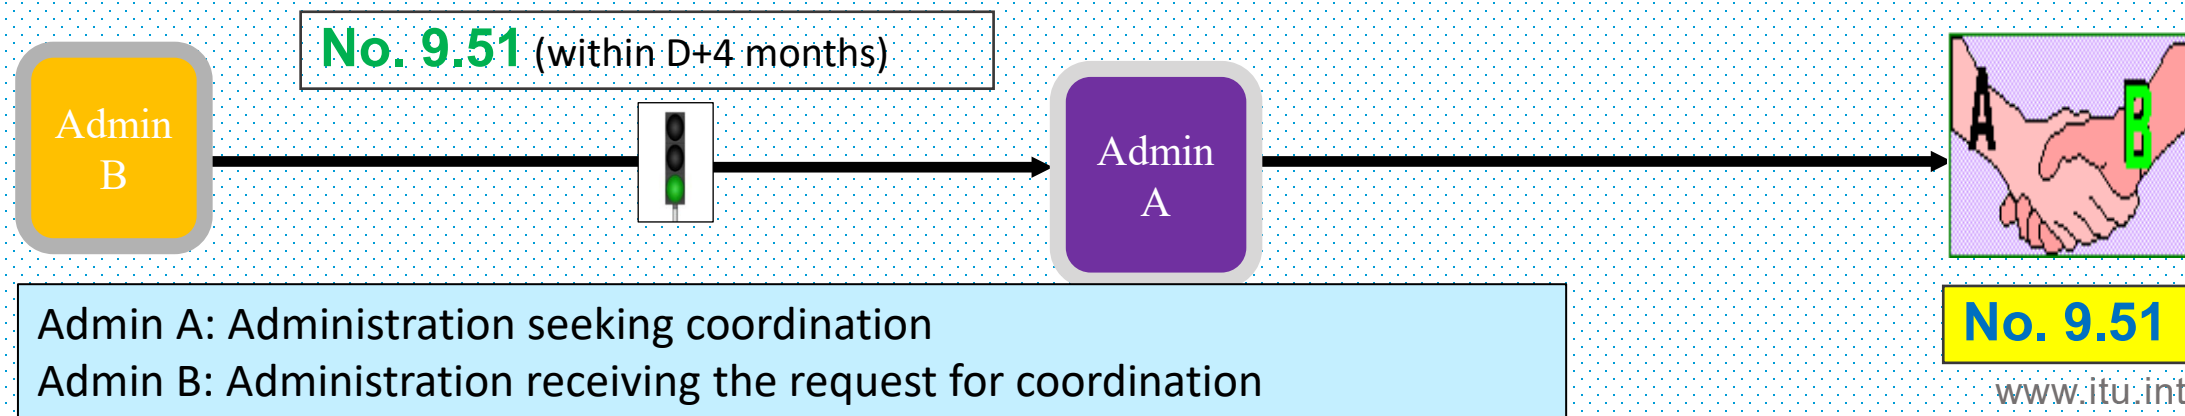 No. 9.51 (within D+4 months)
Admin
B
Admin
A
A
B
Admin A: Administration seeking coordination
Admin B: Administration receiving the request for coordination
No. 9.51
www.itu.int